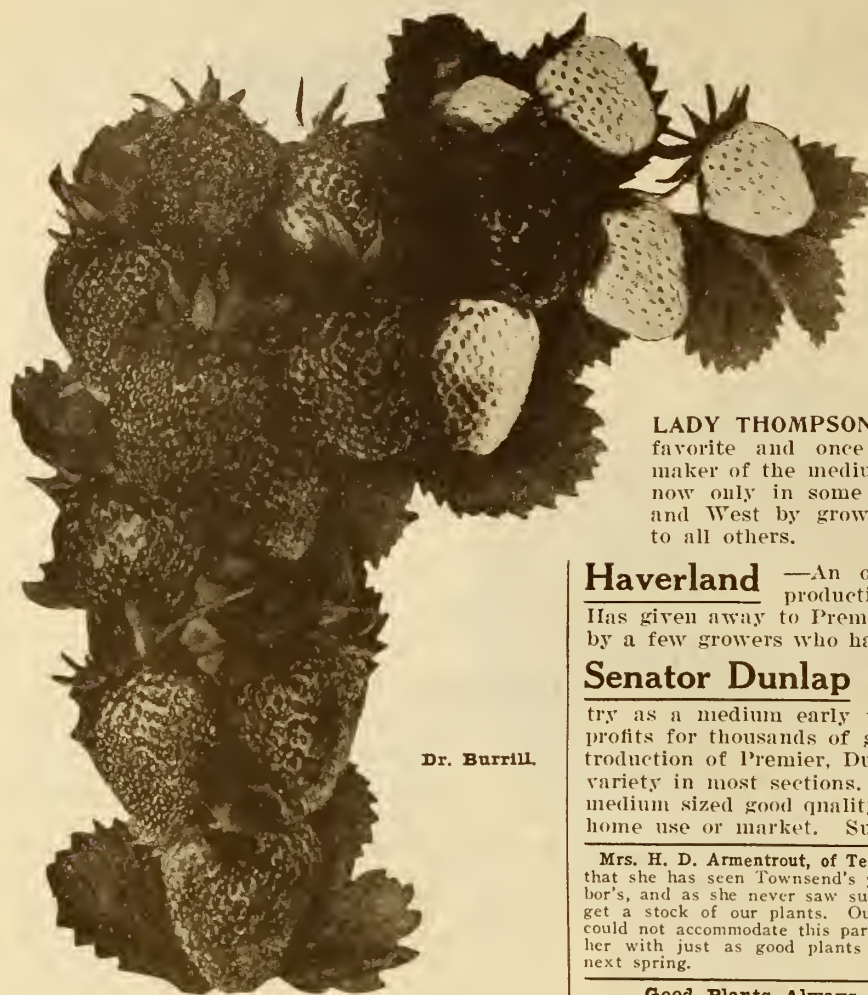 LADY THOMPSON
favorite and once
maker of the mediu
now only in some
and West by grow
to all others.
Haverland —An o
producti
Has given away to Prem
by a few growers who ha
Senator Dunlap
try as a medium early
profits for thousands of g
troduction of Premier, Du
variety in most sections.
medium sized good quality
home use or market. Su
Dr. Burrill.
Mrs. H. D. Armentrout, of Te
that she has seen Townsend's
bor's, and as she never saw su
get a stock of our plants. Ou
could not accommodate this par
her with just as good plants
next spring.
Good Plants Always